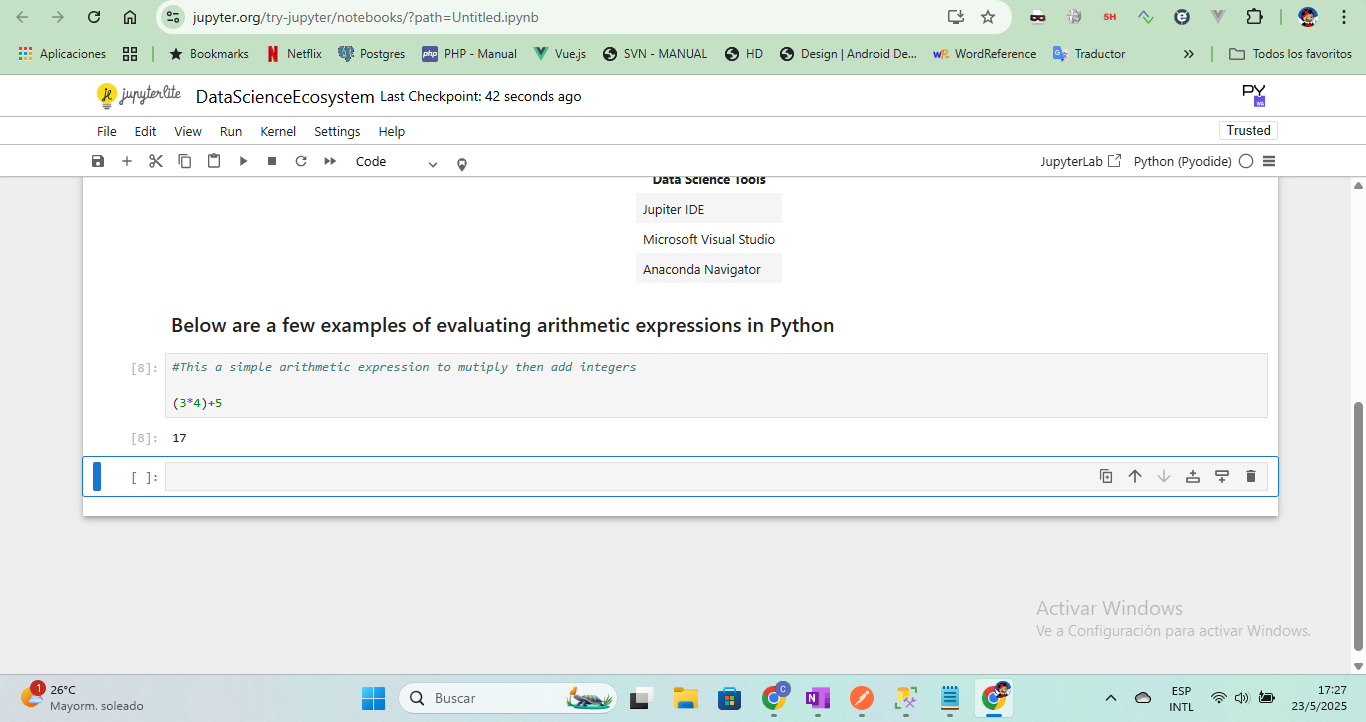 jupyter.org/try-jupyter/notebooks/?path=Untitled.ipynb
5H
Aplicaciones
Bookmarks
N Netflix
Postgres
php PHP - Manual
Vue.js
SVN - MANUAL
HD
Design | Android De...
WR WordReference
Traductor
»
Todos los favoritos
jupyterlite DataScienceEcosystem Last Checkpoint: 42 seconds ago
PY
File Edit View Run Kernel Settings Help
Trusted
Code
JupyterLab
Python (Pyodide)
Data Science Tools
Jupiter IDE
Microsoft Visual Studio
Anaconda Navigator
Below are a few examples of evaluating arithmetic expressions in Python
[8]: #This a simple arithmetic expression to mutiply then add integers
(3*4)+5
[8]: 17
[ ]:
Activar Windows
Ve a Configuración para activar Windows.
1
26°C
Mayorm. soleado
Buscar
C
N
ESP
INTL
17:27
23/5/2025